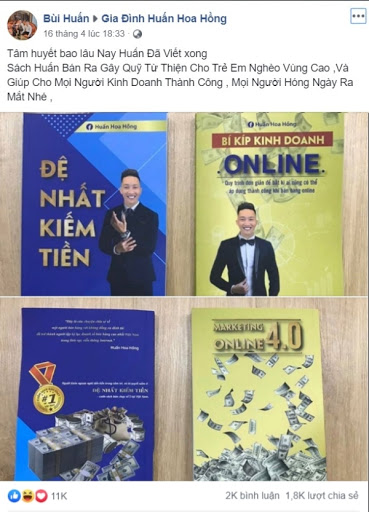 Bùi Huấn ▸ Gia Đình Huấn Hoa Hồng
16 tháng 4 lúc 18:33
Tâm huyết bao lâu Nay Huấn Đã Viết xong
Sách Huấn Bán Ra Gây Quỹ Từ Thiện Cho Trẻ Em Nghèo Vùng Cao ,Và
Giúp Cho Mọi Người Kinh Doanh Thành Công , Mọi Người Hóng Ngày Ra
Mắt Nhé ,
Huấn Hoa Hồng
ĐỆ
NHẤT
KIẾM
TIỀN
Huấn Hoa Hồng
BÍ KÍP KINH DOANH
ONLINE
Huấn Hoa Hồng
#1
ĐỆ NHẤT KIẾM TIỀN
MARKETING
ONLINE 4.0
11K
2K bình luận 1,8K lượt chia sẻ